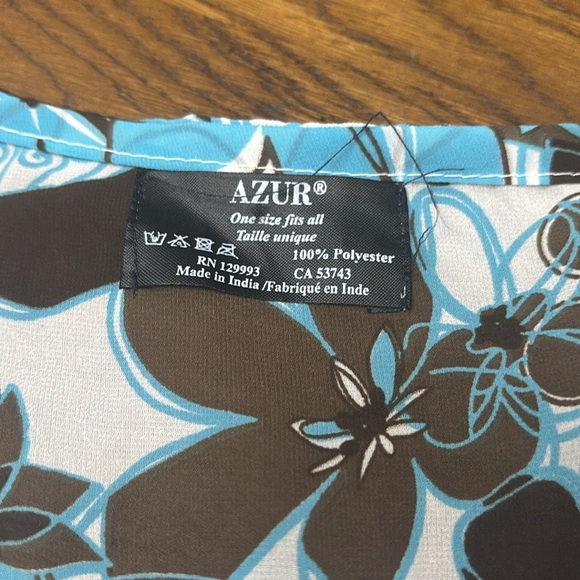 AZUR®
One size fits all
Taille unique
100% Polyester
RN 129993
CA 53743
Made in India /Fabriqué en Inde